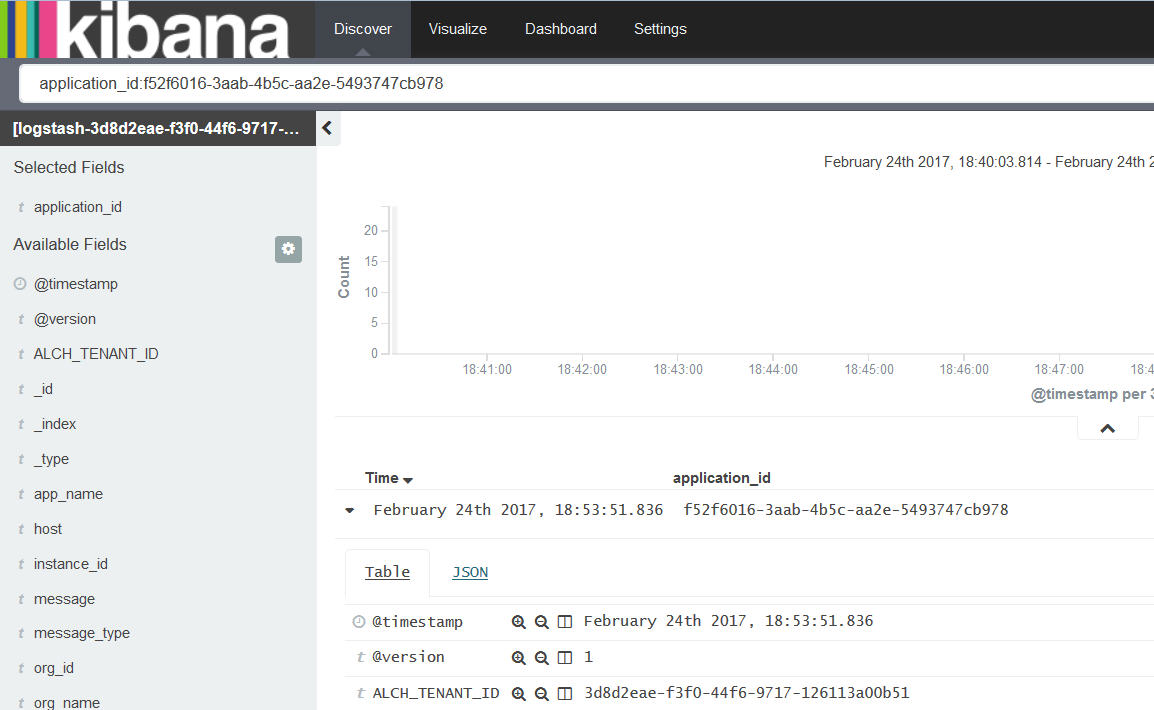 kibana Discover Visualize Dashboard Settings
application_id:f52f6016-3aab-4b5c-aa2e-5493747cb978
[logstash-3d8d2eae-f3f0-44f6-9717-...
Selected Fields
t application_id
Available Fields
@timestamp
t @version
t ALCH_TENANT_ID
t _id
t _index
t _type
t app_name
t host
t instance_id
t message
t message_type
t org_id
t org_name
February 24th 2017, 18:40:03.814 - February 24th 2
Count
20
15
10
5
0
18:41:00 18:42:00 18:43:00 18:44:00 18:45:00 18:46:00 18:47:00 18:4
@timestamp per 3
Time application_id
February 24th 2017, 18:53:51.836 f52f6016-3aab-4b5c-aa2e-5493747cb978
Table JSON
@timestamp February 24th 2017, 18:53:51.836
t @version 1
t ALCH_TENANT_ID 3d8d2eae-f3f0-44f6-9717-126113a00b51